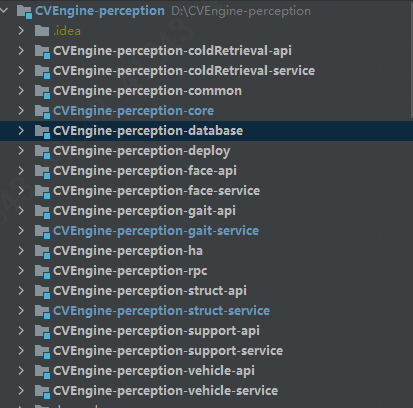 CVEngine-perception D:\CVEngine-perception
.idea
CVEngine-perception-coldRetrieval-api
CVEngine-perception-coldRetrieval-service
CVEngine-perception-common
CVEngine-perception-core
CVEngine-perception-database
CVEngine-perception-deploy
CVEngine-perception-face-api
CVEngine-perception-face-service
CVEngine-perception-gait-api
CVEngine-perception-gait-service
CVEngine-perception-ha
CVEngine-perception-rpc
CVEngine-perception-struct-api
CVEngine-perception-struct-service
CVEngine-perception-support-api
CVEngine-perception-support-service
CVEngine-perception-vehicle-api
CVEngine-perception-vehicle-service